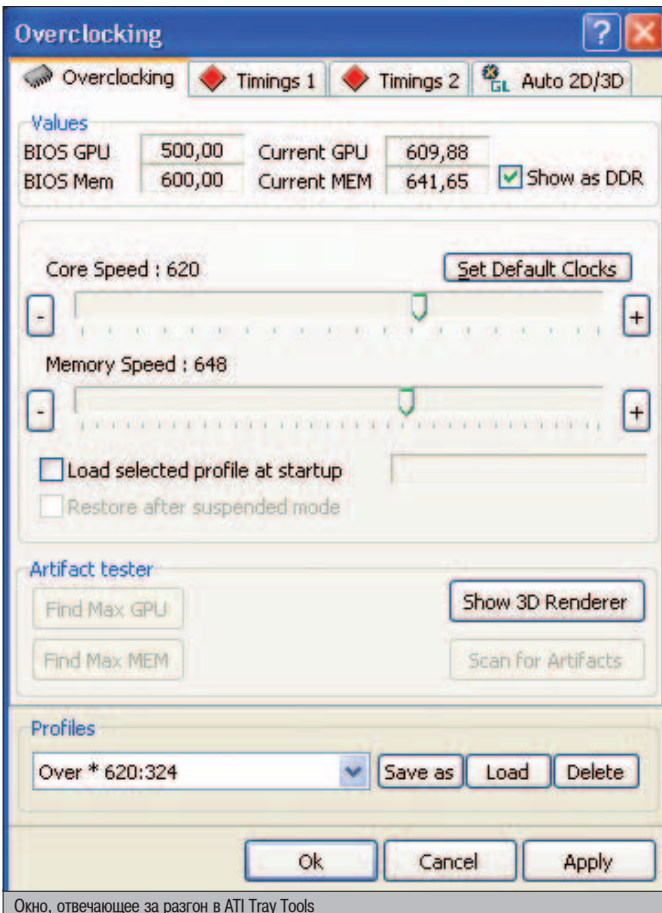 Overclocking
Overclocking Timings 1 Timings 2 GL Auto 2D/3D
Values
BIOS GPU 500,00 Current GPU 609,88
BIOS Mem 600,00 Current MEM 641,65 Show as DDR
Core Speed : 620 Set Default Clocks
- +
Memory Speed : 648
- +
Load selected profile at startup
Restore after suspended mode
Artifact tester
Find Max GPU Show 3D Renderer
Find Max MEM Scan for Artifacts
Profiles
Over * 620:324 Save as Load Delete
Ok Cancel Apply
Окно, отвечающее за разгон в ATI Tray Tools